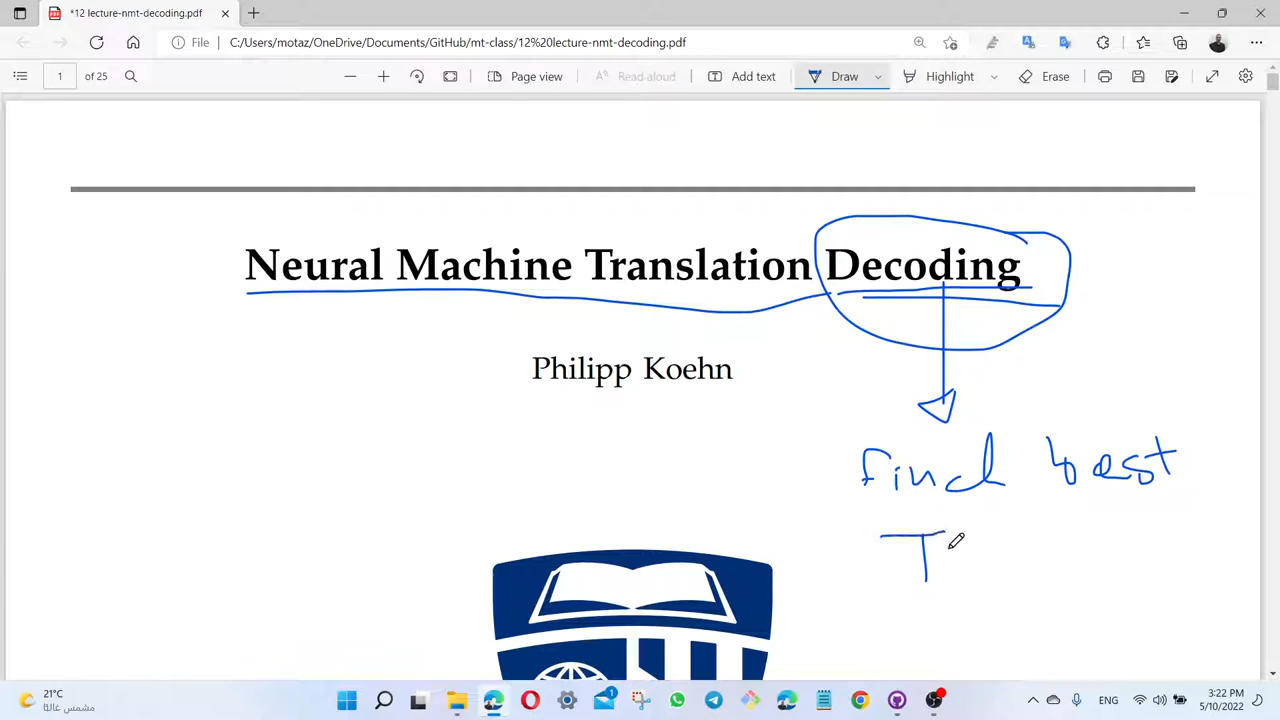 *12 lecture-nmt-decoding.pdf
File C:/Users/motaz/OneDrive/Documents/GitHub/mt-class/12%20lecture-nmt-decoding.pdf
1 of 25 Page view Read aloud Add text Draw Highlight Erase
Neural Machine Translation Decoding
Philipp Koehn
Find best
T
21°C
مشمس غالبًا
1
ENG
3:22 PM
5/10/2022